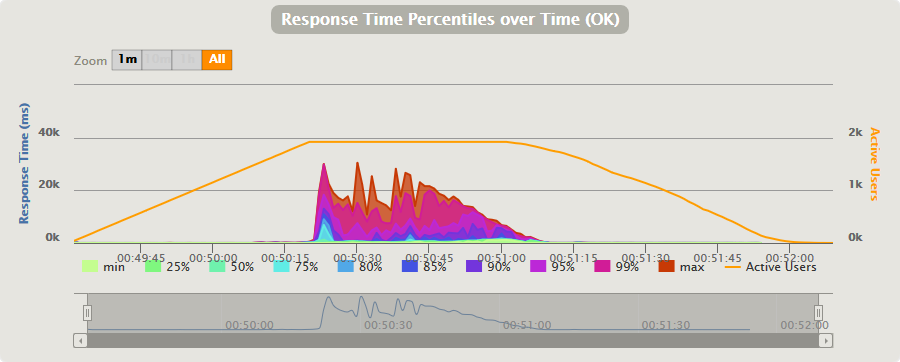 Response Time Percentiles over Time (OK)
Zoom 1m 10m 1h All
Response Time (ms)
40k
20k
0k
2k
1k
0k
Active Users
00:49:45 00:50:00 00:50:15 00:50:30 00:50:45 00:51:00 00:51:15 00:51:30 00:51:45 00:52:00
min 25% 50% 75% 80% 85% 90% 95% 99% max Active Users
00:50:00 00:50:30 00:51:00 00:51:30 00:52:00